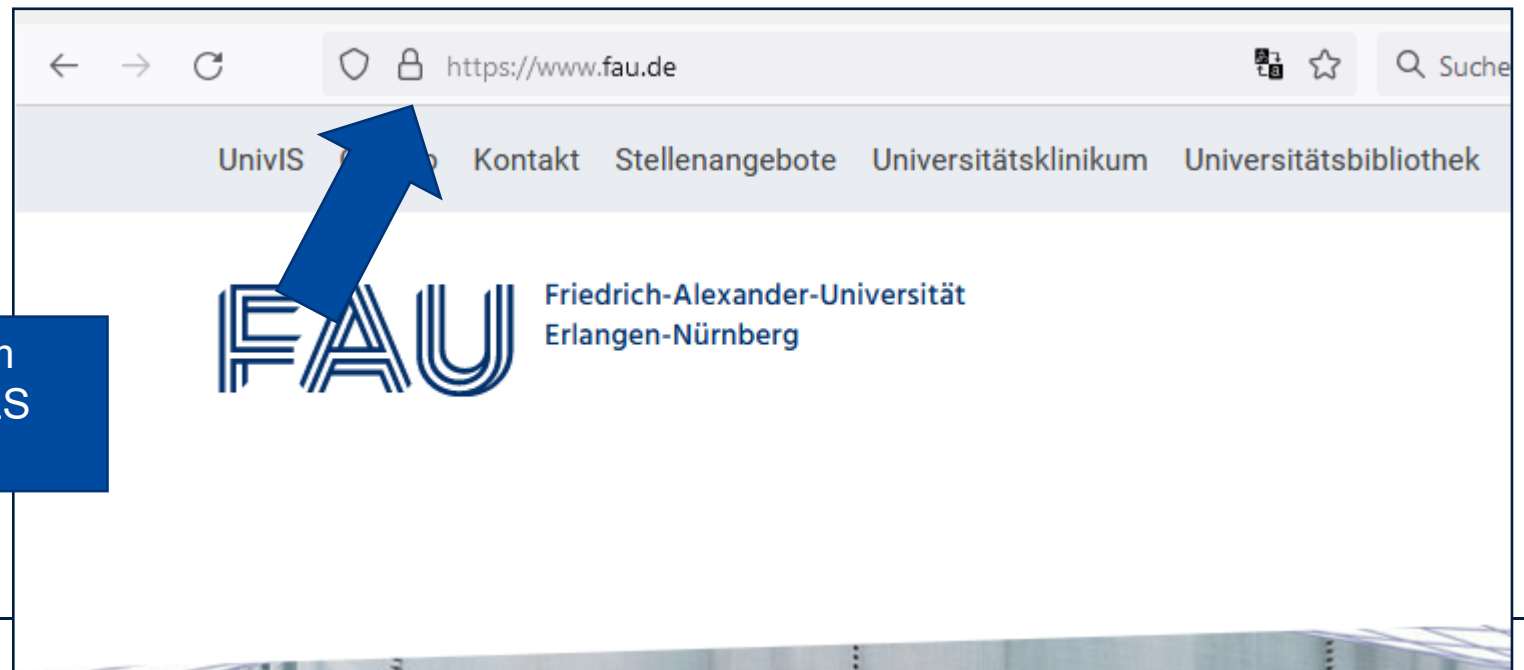 https://www.fau.de
Suche
UnivIS Kontakt Stellenangebote Universitätsklinikum Universitätsbibliothek
FAU
Friedrich-Alexander-Universität
Erlangen-Nürnberg